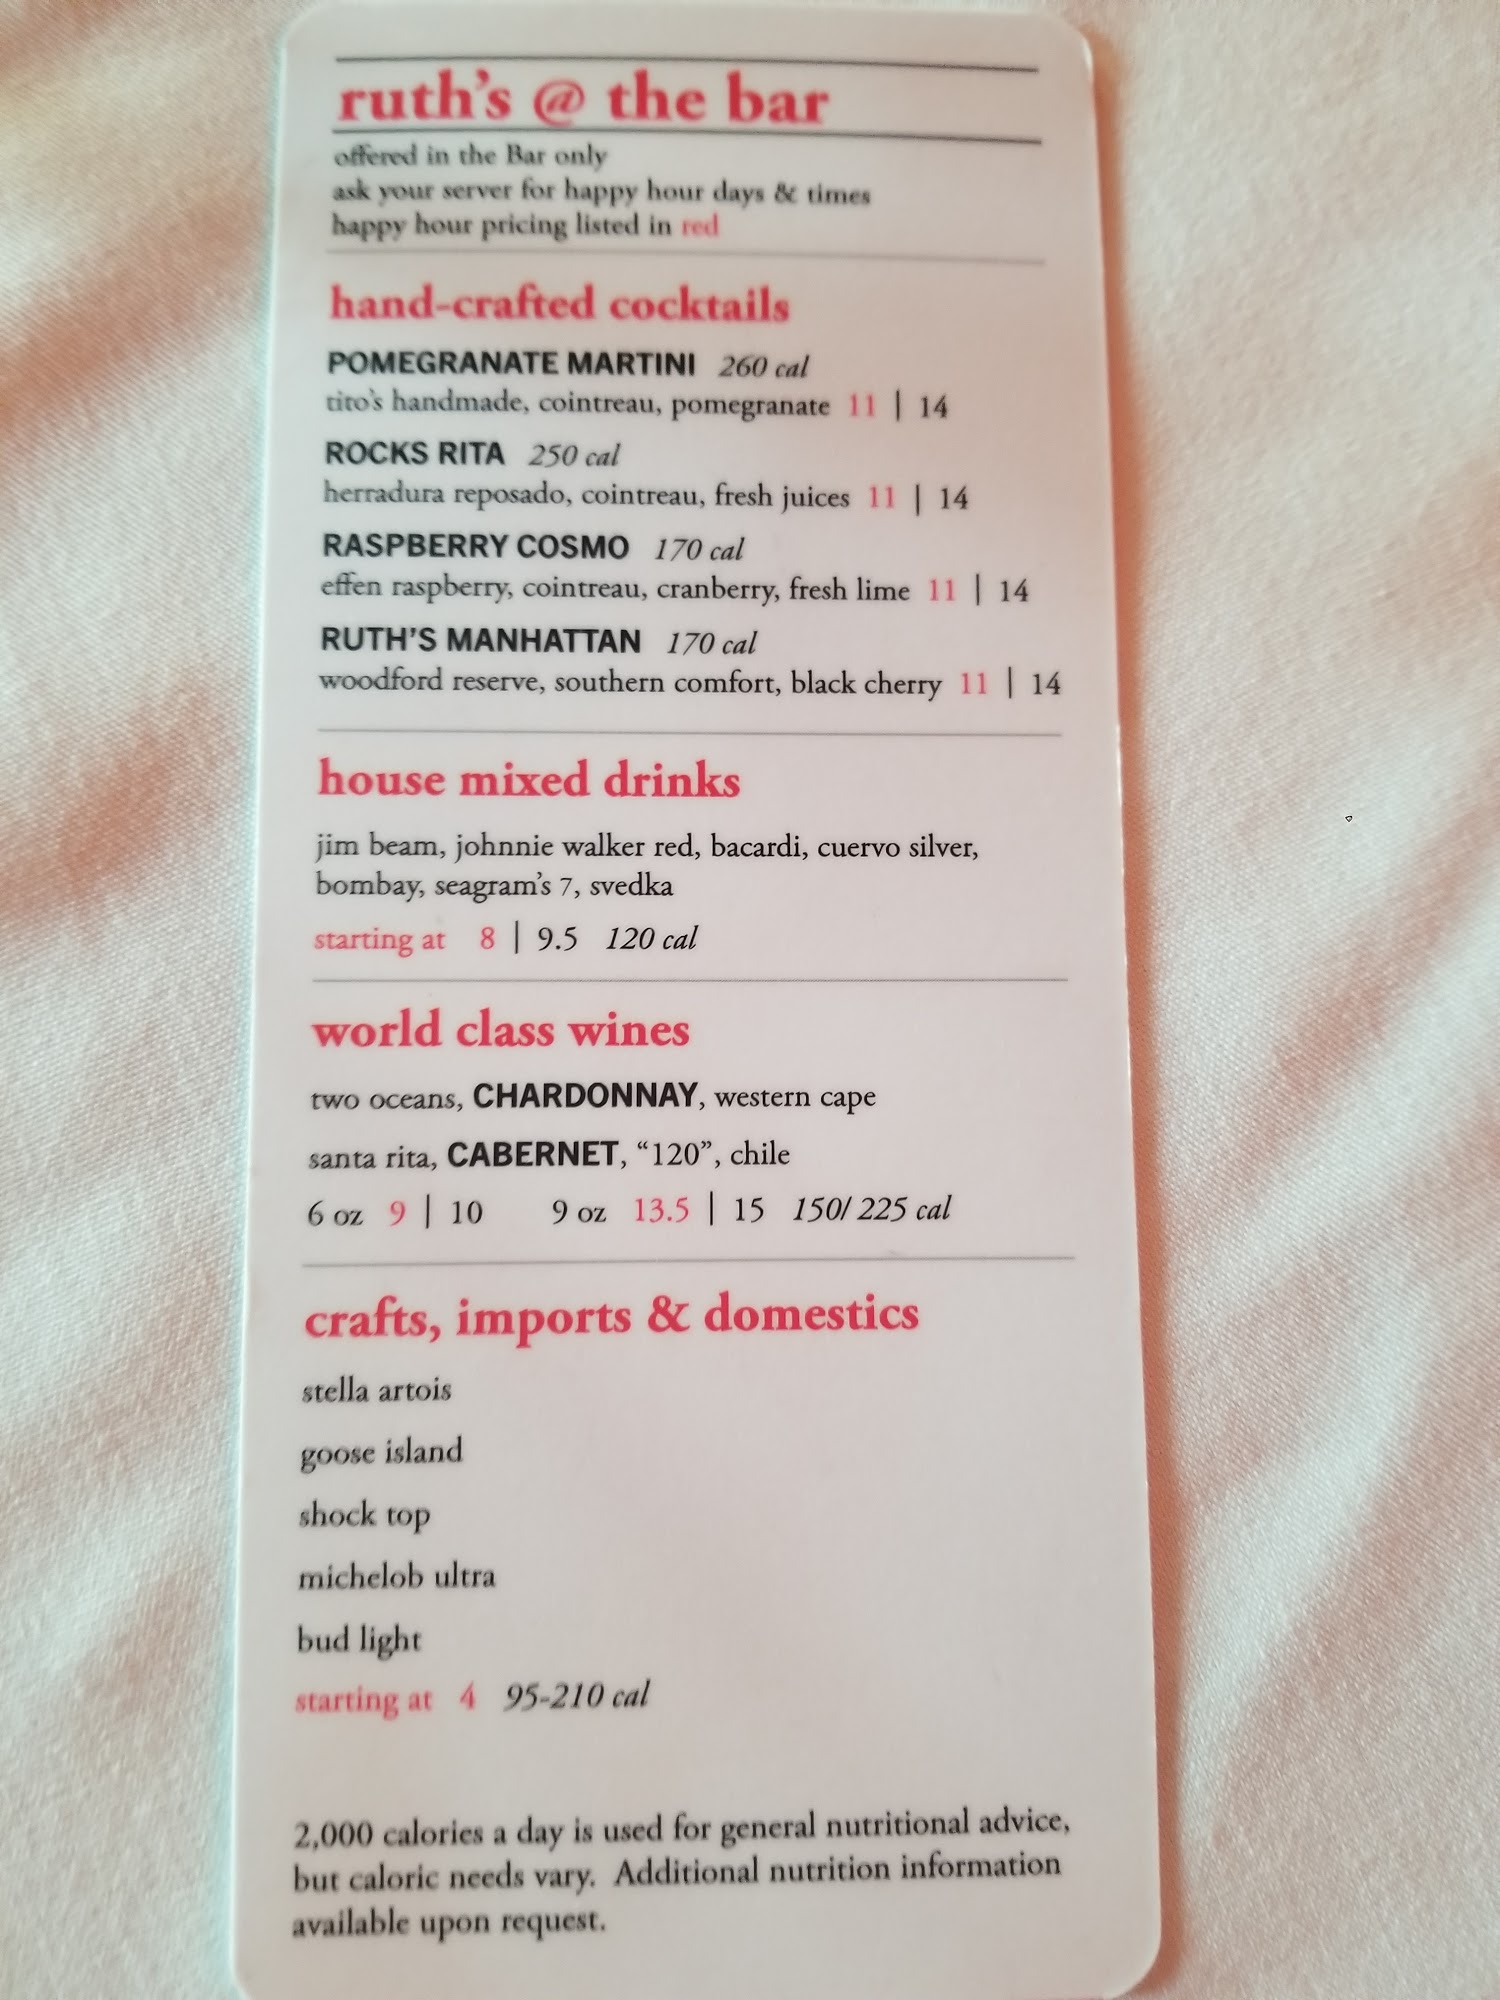 ruth's @ the bar
offered in the Bar only
ask your server for happy hour days & times
happy hour pricing listed in red
hand-crafted cocktails
POMEGRANATE MARTINI 260 cal
tito's handmade, cointreau, pomegranate 11 | 14
ROCKS RITA 250 cal
herradura reposado, cointreau, fresh juices 11 | 14
RASPBERRY COSMO 170 cal
effen raspberry, cointreau, cranberry, fresh lime 11 | 14
RUTH'S MANHATTAN 170 cal
woodford reserve, southern comfort, black cherry 11 | 14
house mixed drinks
jim beam, johnnie walker red, bacardi, cuervo silver,
bombay, seagram's 7, svedka
starting at 8 | 9.5 120 cal
world class wines
two oceans, CHARDONNAY, western cape
santa rita, CABERNET, “120”, chile
6 oz 9 | 10 9 oz 13.5 | 15 150/ 225 cal
crafts, imports & domestics
stella artois
goose island
shock top
michelob ultra
bud light
starting at 4 95-210 cal
2,000 calories a day is used for general nutritional advice,
but caloric needs vary. Additional nutrition information
available upon request.